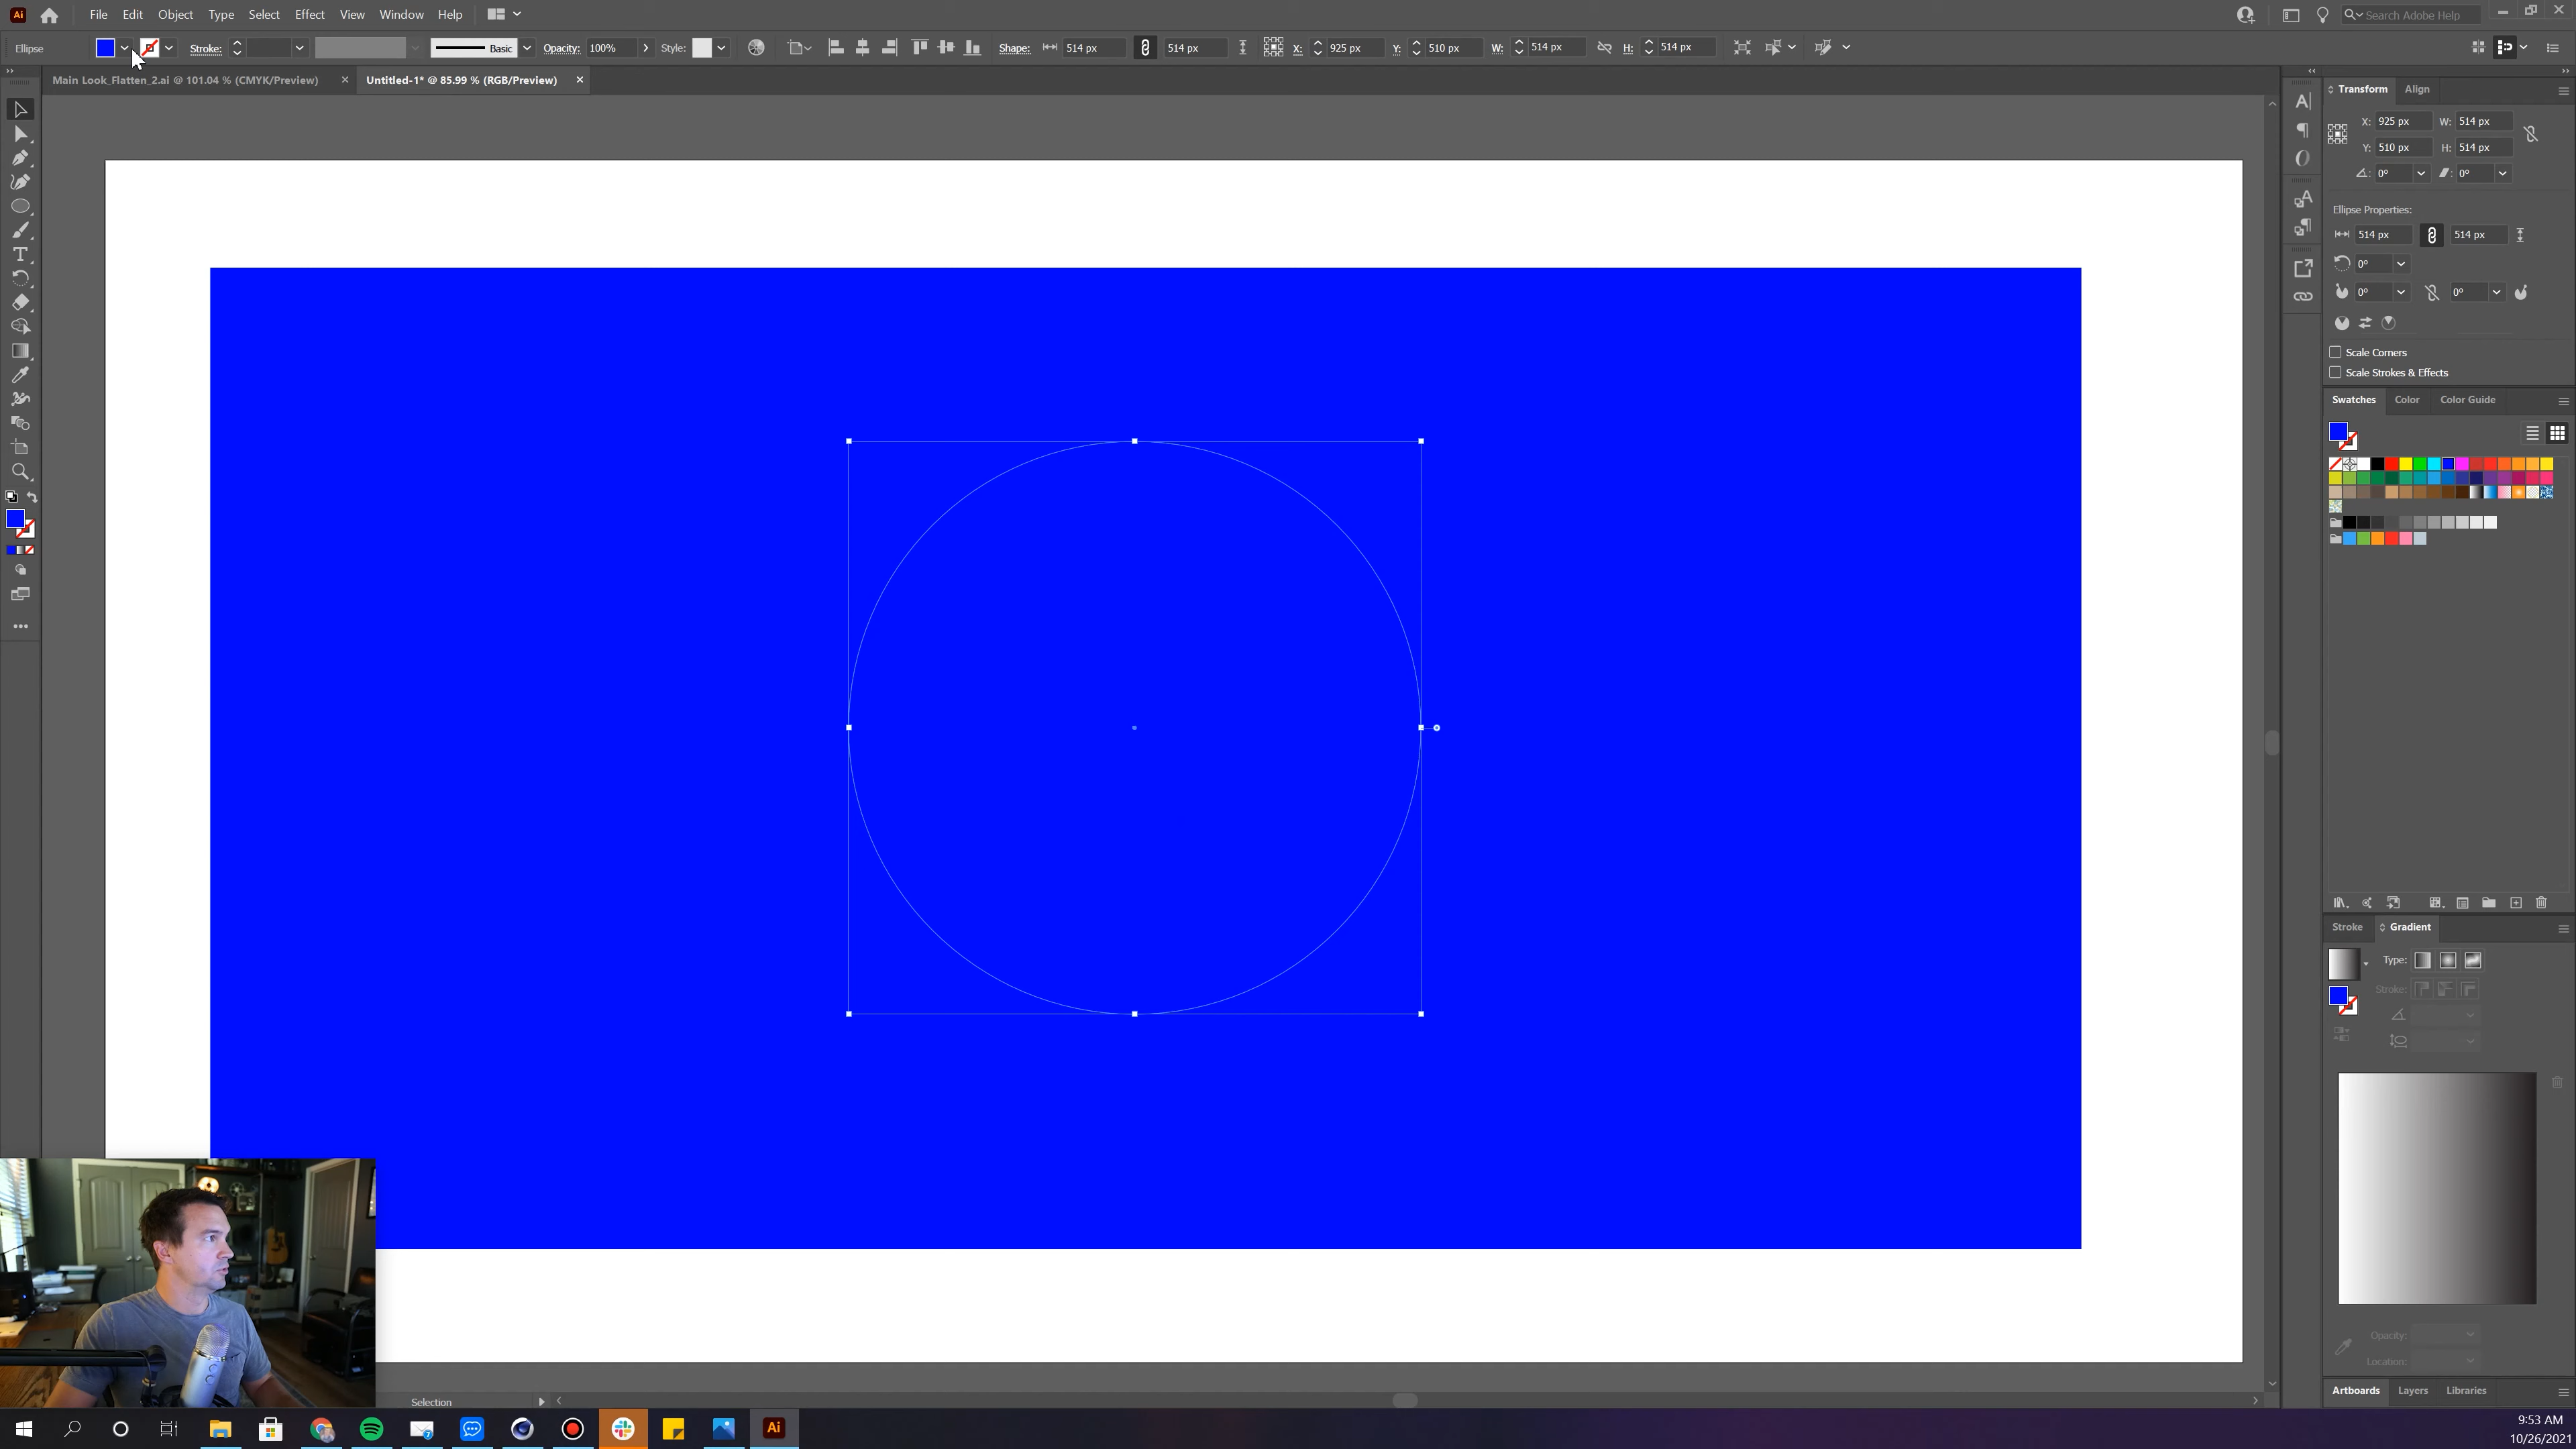 Ai File Edit Object Type Select Effect View Window Help Search Adobe Help
Ellipse Stroke: Basic Opacity: 100% Style: Shape: 514 px 514 px X: 925 px Y: 510 px W: 514 px H: 514 px
Main Look_Flatten_2.ai @ 101.04 % (CMYK/Preview) Untitled-1* @ 85.99 % (RGB/Preview)
Transform Align
X: 925 px W: 514 px
Y: 510 px H: 514 px
0° 0°
Ellipse Properties:
514 px 514 px
0°
0° 0°
Scale Corners
Scale Strokes & Effects
Swatches Color Color Guide
Stroke Gradient
Type:
Stroke:
Opacity:
Location:
Artboards Layers Libraries
Selection
Ai
9:53 AM
10/26/2021